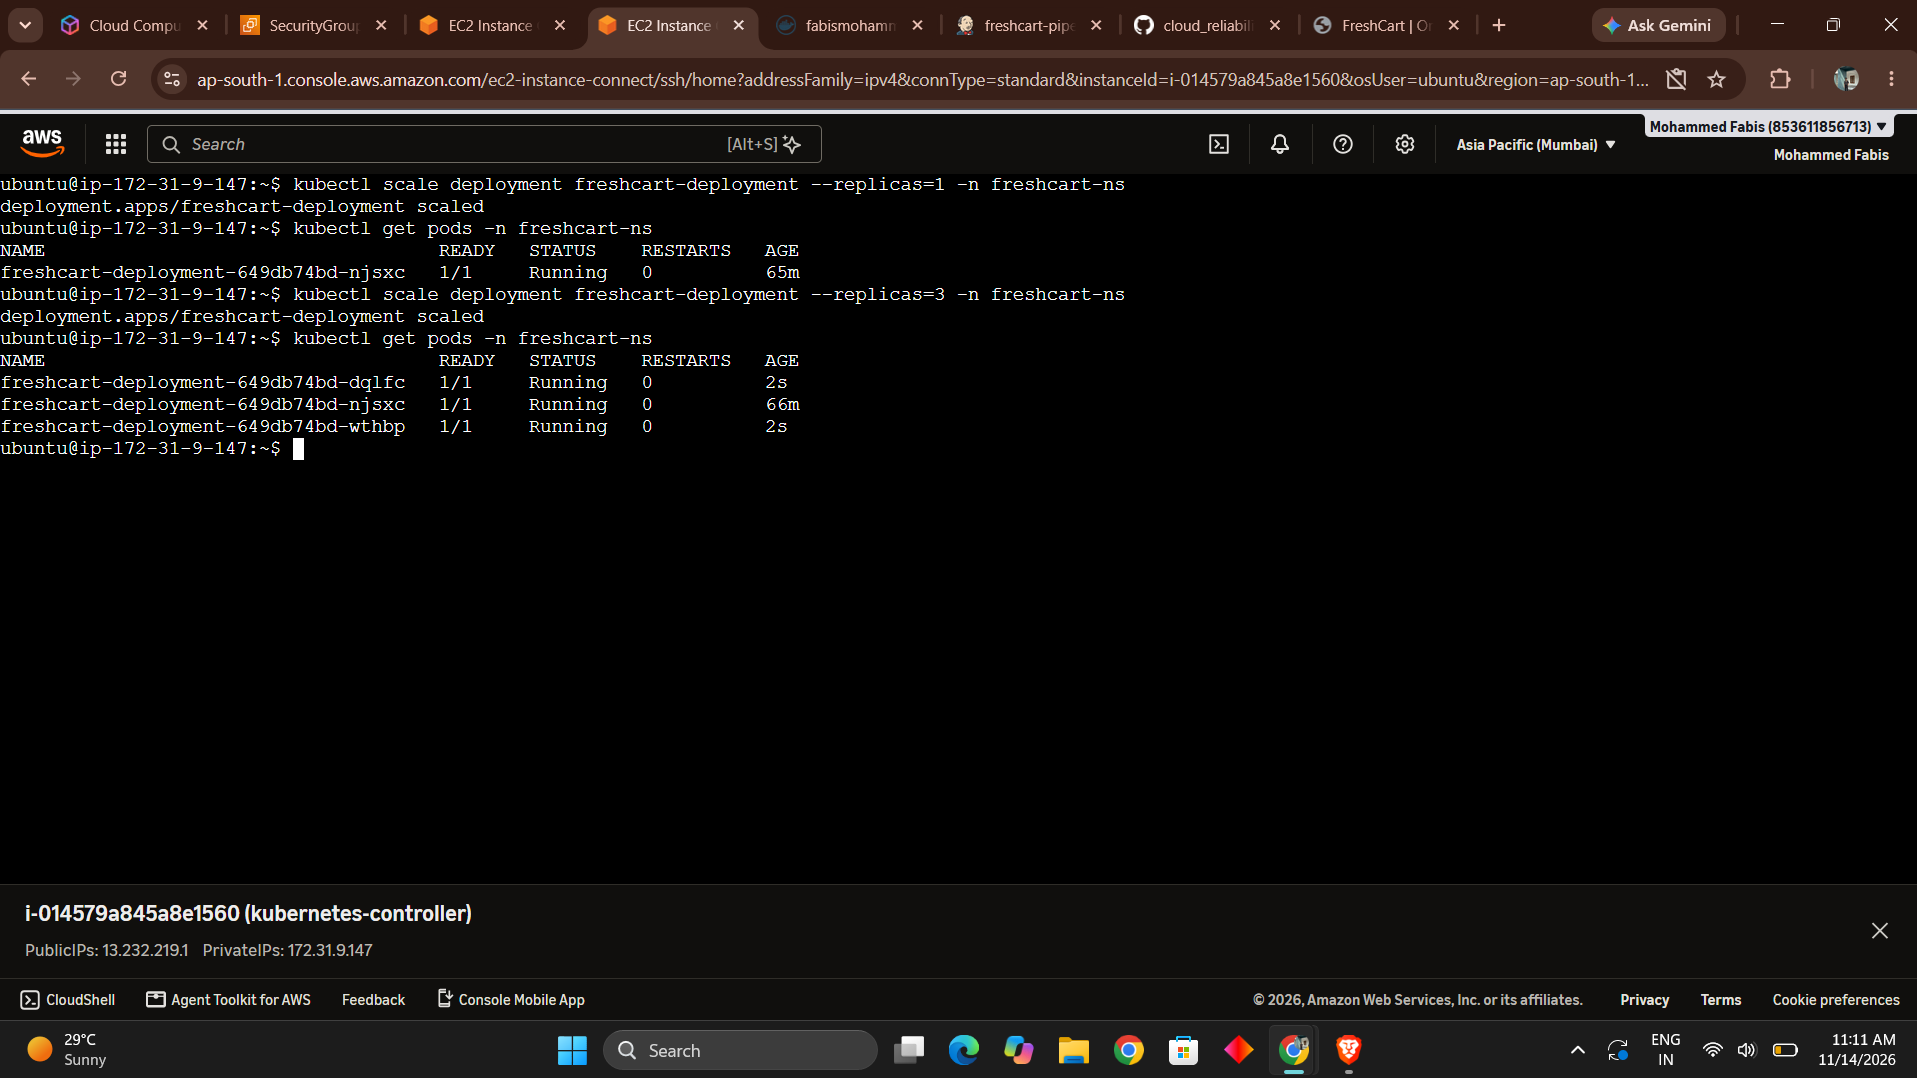 Cloud Compu
SecurityGroup
EC2 Instance
EC2 Instance
fabismohamn
freshcart-pipe
cloud_reliabili
FreshCart | O
Ask Gemini
ap-south-1.console.aws.amazon.com/ec2-instance-connect/ssh/home?addressFamily=ipv4&connType=standard&instanceId=i-014579a845a8e1560&osUser=ubuntu&region=ap-south-1...
aws
Search
[Alt+S]
Asia Pacific (Mumbai)
Mohammed Fabis (853611856713)
Mohammed Fabis
ubuntu@ip-172-31-9-147:~$ kubectl scale deployment freshcart-deployment --replicas=1 -n freshcart-ns
deployment.apps/freshcart-deployment scaled
ubuntu@ip-172-31-9-147:~$ kubectl get pods -n freshcart-ns
NAME READY STATUS RESTARTS AGE
freshcart-deployment-649db74bd-njsxc 1/1 Running 0 65m
ubuntu@ip-172-31-9-147:~$ kubectl scale deployment freshcart-deployment --replicas=3 -n freshcart-ns
deployment.apps/freshcart-deployment scaled
ubuntu@ip-172-31-9-147:~$ kubectl get pods -n freshcart-ns
NAME READY STATUS RESTARTS AGE
freshcart-deployment-649db74bd-dqlfc 1/1 Running 0 2s
freshcart-deployment-649db74bd-njsxc 1/1 Running 0 66m
freshcart-deployment-649db74bd-wthbp 1/1 Running 0 2s
ubuntu@ip-172-31-9-147:~$
i-014579a845a8e1560 (kubernetes-controller)
PublicIPs: 13.232.219.1 PrivateIPs: 172.31.9.147
CloudShell
Agent Toolkit for AWS
Feedback
Console Mobile App
© 2026, Amazon Web Services, Inc. or its affiliates.
Privacy
Terms
Cookie preferences
29°C
Sunny
Search
ENG
IN
11:11 AM
11/14/2026